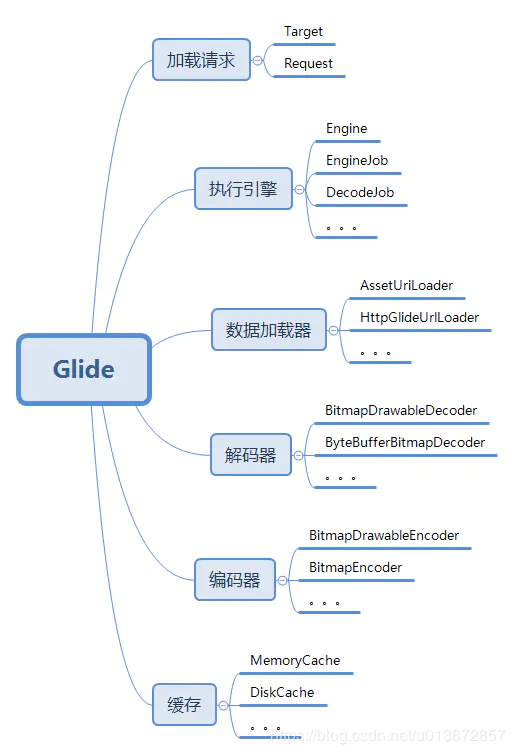 Glide
加载请求
Target
Request
执行引擎
Engine
EngineJob
DecodeJob
。。。
数据加载器
AssetUriLoader
HttpGlideUrlLoader
。。。
解码器
BitmapDrawableDecoder
ByteBufferBitmapDecoder
。。。
编码器
BitmapDrawableEncoder
BitmapEncoder
。。。
缓存
MemoryCache
DiskCache
。。。
https://blog.csdn.net/u013872857